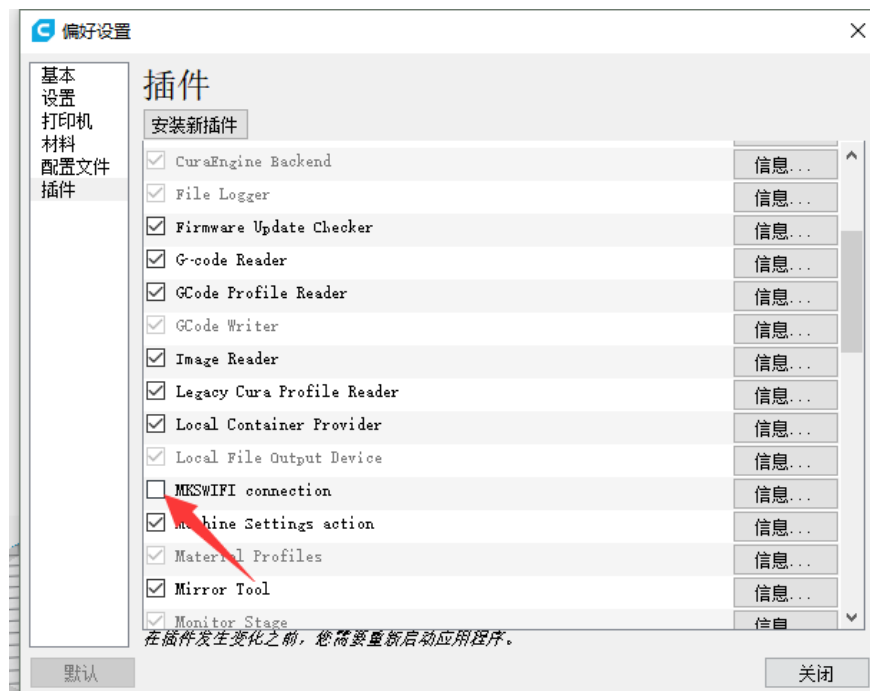 偏好设置
基本
设置
打印机
材料
配置文件
插件
插件
安装新插件
CuraEngine Backend 信息...
File Logger 信息...
Firmware Update Checker 信息...
G-code Reader 信息...
GCode Profile Reader 信息...
GCode Writer 信息...
Image Reader 信息...
Legacy Cura Profile Reader 信息...
Local Container Provider 信息...
Local File Output Device 信息...
MKSWIFI connection 信息...
Machine Settings action 信息...
Material Profiles 信息...
Mirror Tool 信息...
Monitor Stage 信息
在插件发生变化之前，您需要重新启动应用程序。
默认 关闭